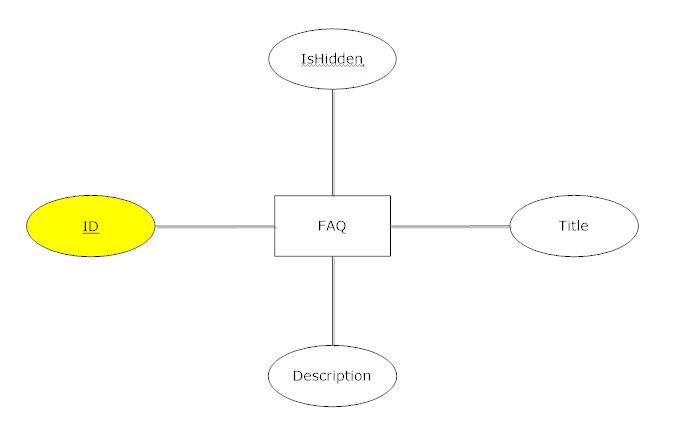 IsHidden
ID
FAQ
Title
Description